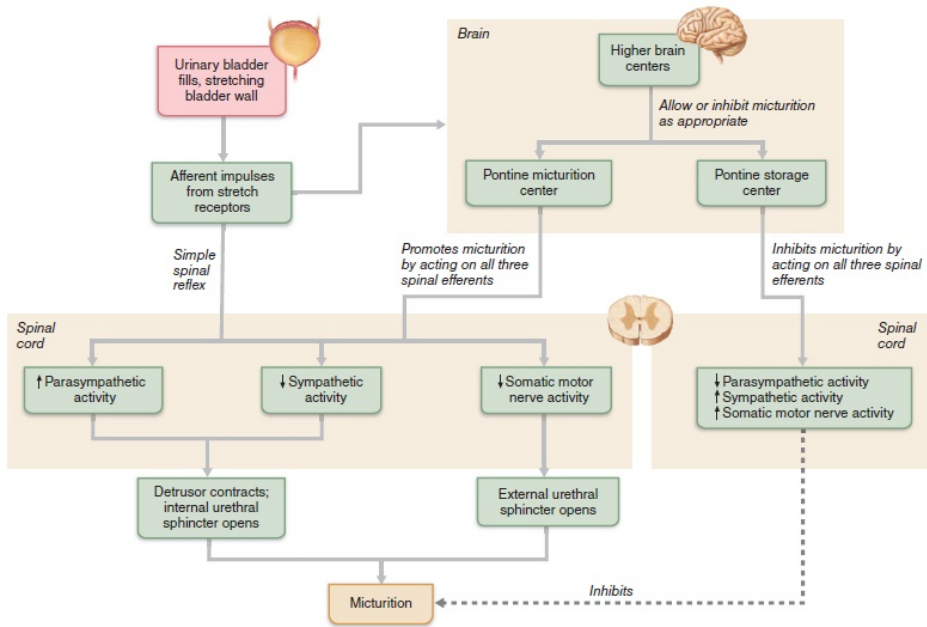 Urinary bladder
fills, stretching
bladder wall
Brain
Higher brain
centers
Allow or inhibit micturition
as appropriate
Afferent impulses
from stretch
receptors
Pontine micturition
center
Pontine storage
center
Simple
spinal
reflex
Promotes micturition
by acting on all three
spinal efferents
Inhibits micturition by
acting on all three spinal
efferents
Spinal
cord
Spinal
cord
↑ Parasympathetic
activity
↓ Sympathetic
activity
↓ Somatic motor
nerve activity
↓ Parasympathetic activity
↑ Sympathetic activity
↑ Somatic motor nerve activity
Detrusor contracts;
internal urethral
sphincter opens
External urethral
sphincter opens
Micturition
Inhibits